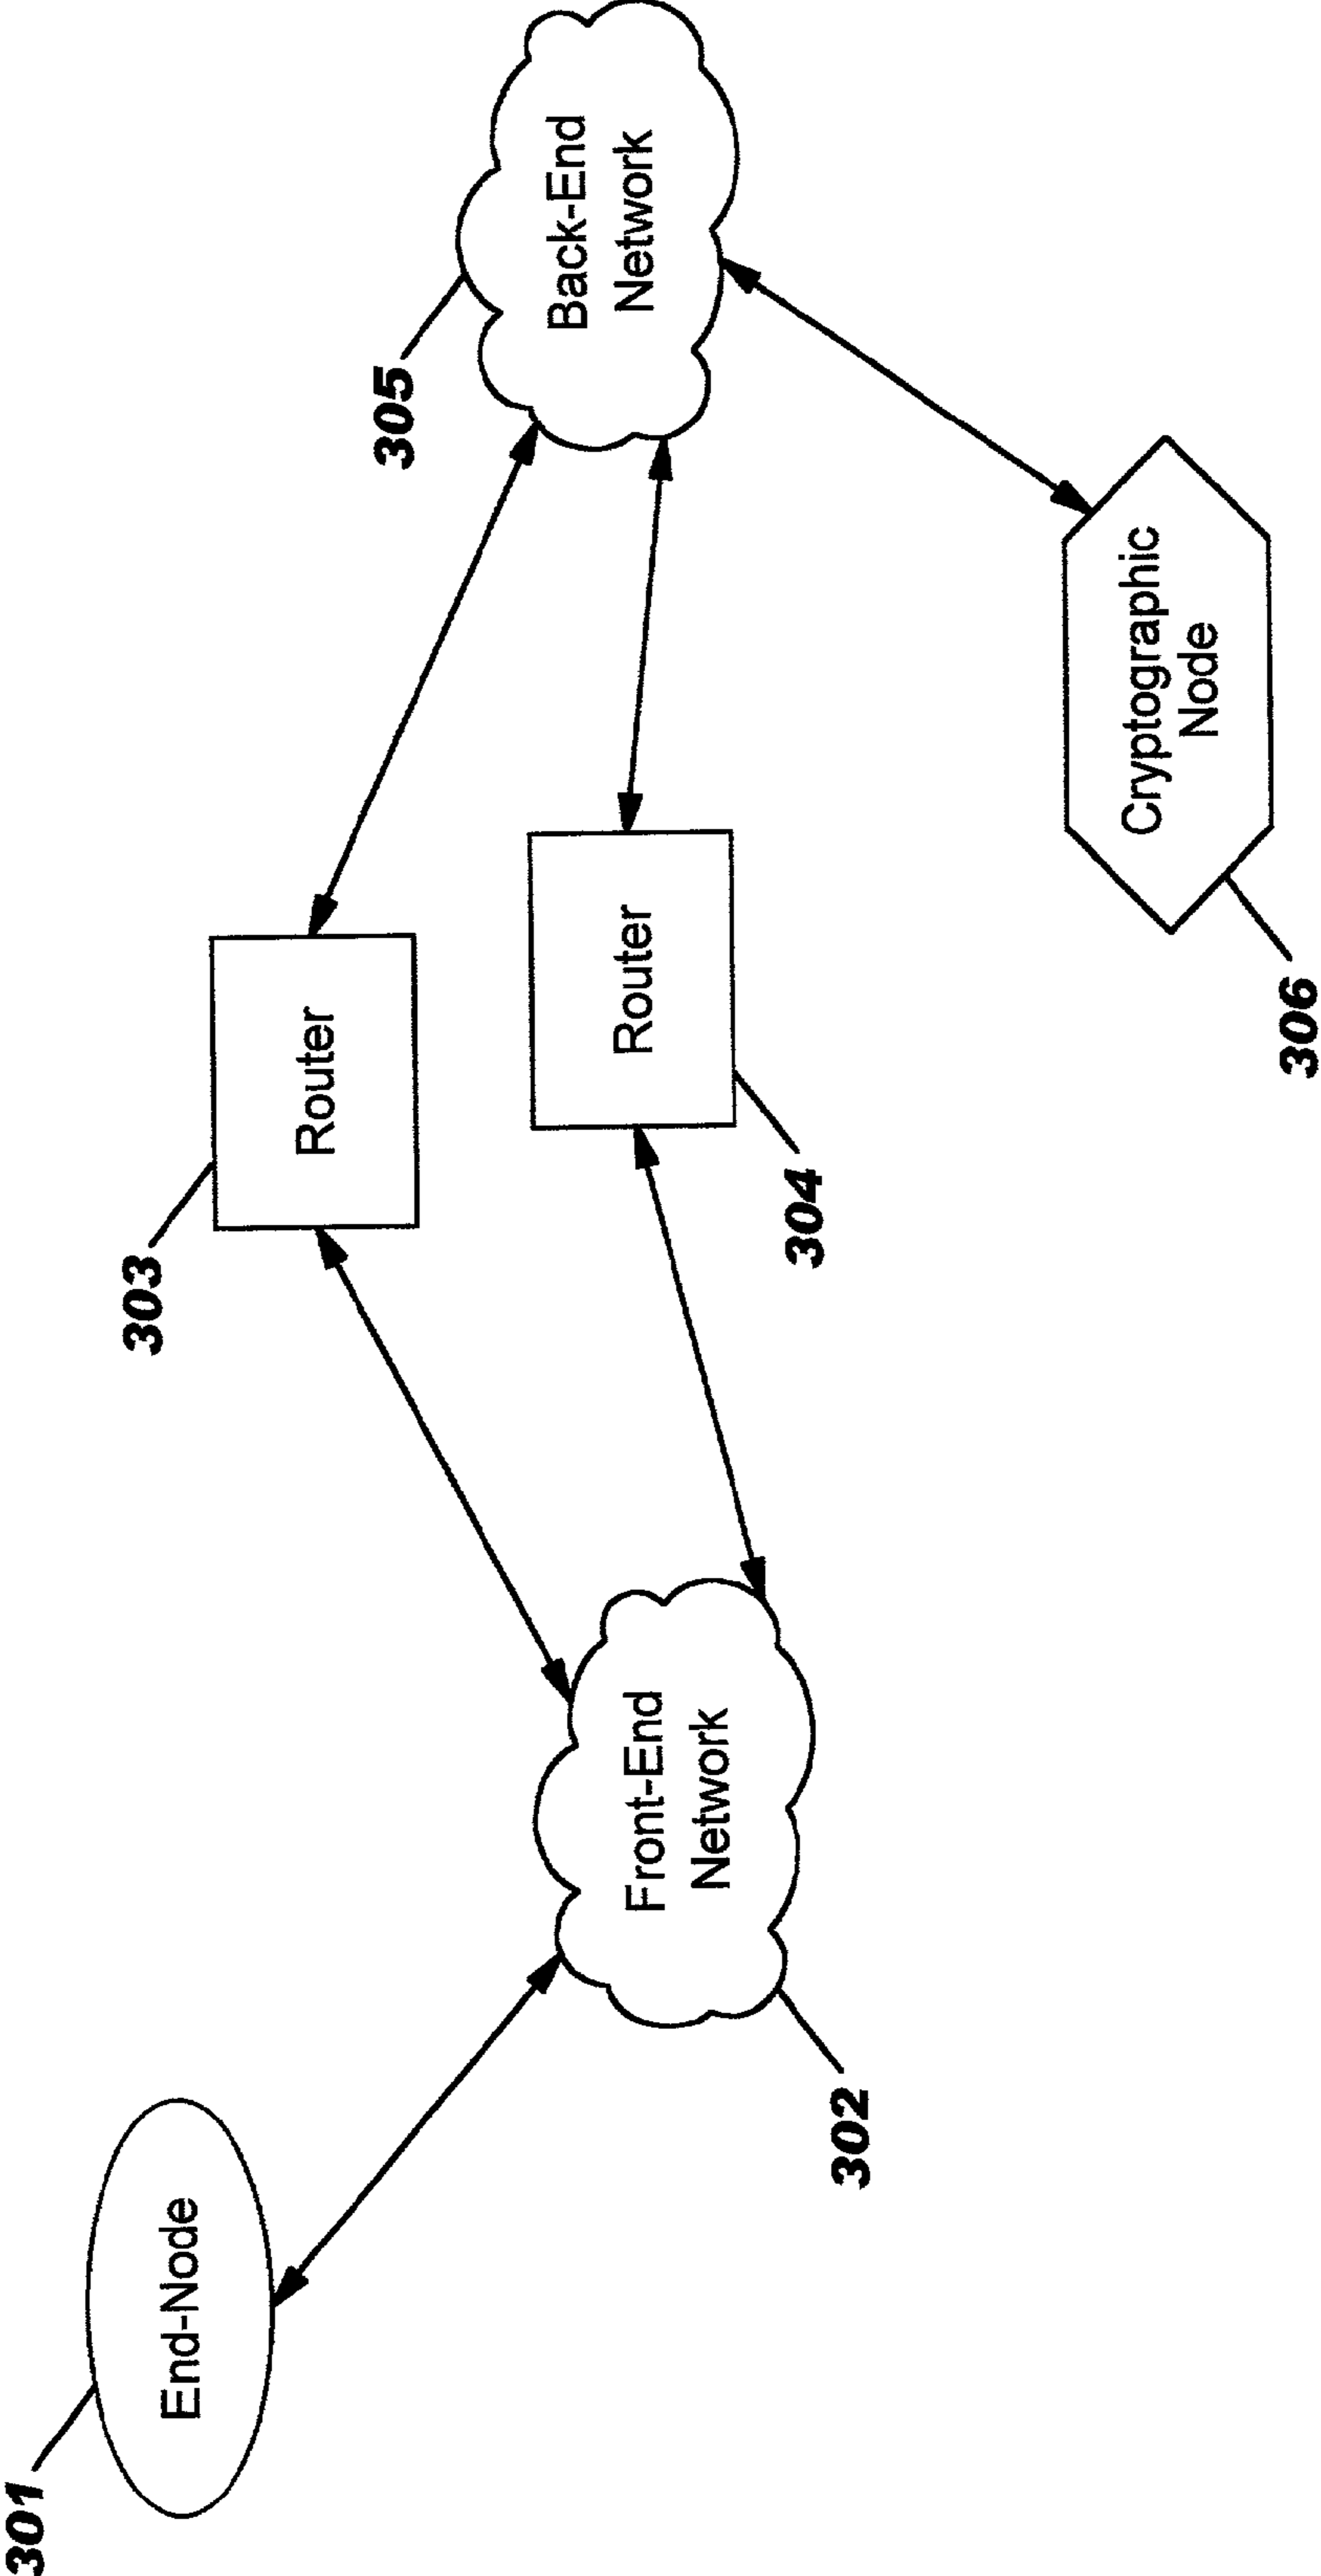 301
End-Node
Front-End
Network
302
303
Router
Router
304
305
Back-End
Network
Cryptographic
Node
306